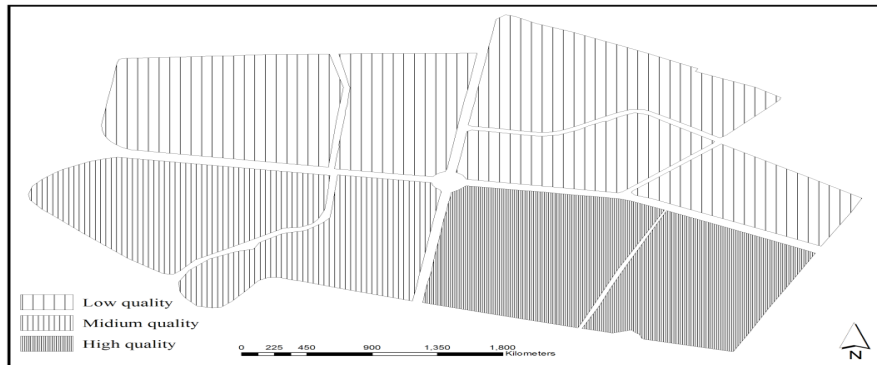 Low quality
Midium quality
High quality
0 225 450 900 1,350 1,800
Kilometers
N